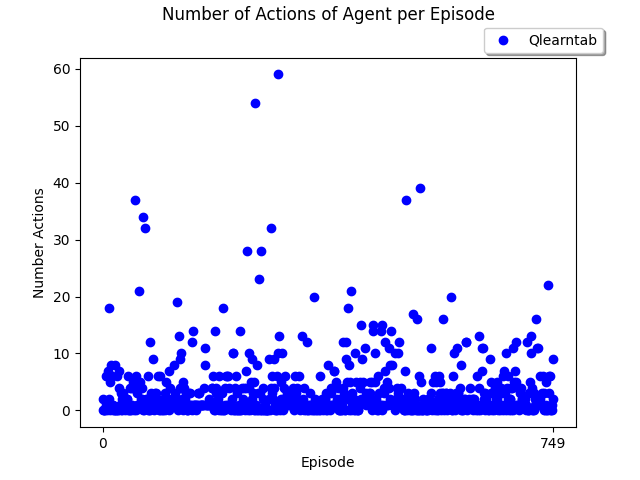 Number of Actions of Agent per Episode
Qlearntab
60
50
40
30
20
10
0
Number Actions
0
749
Episode